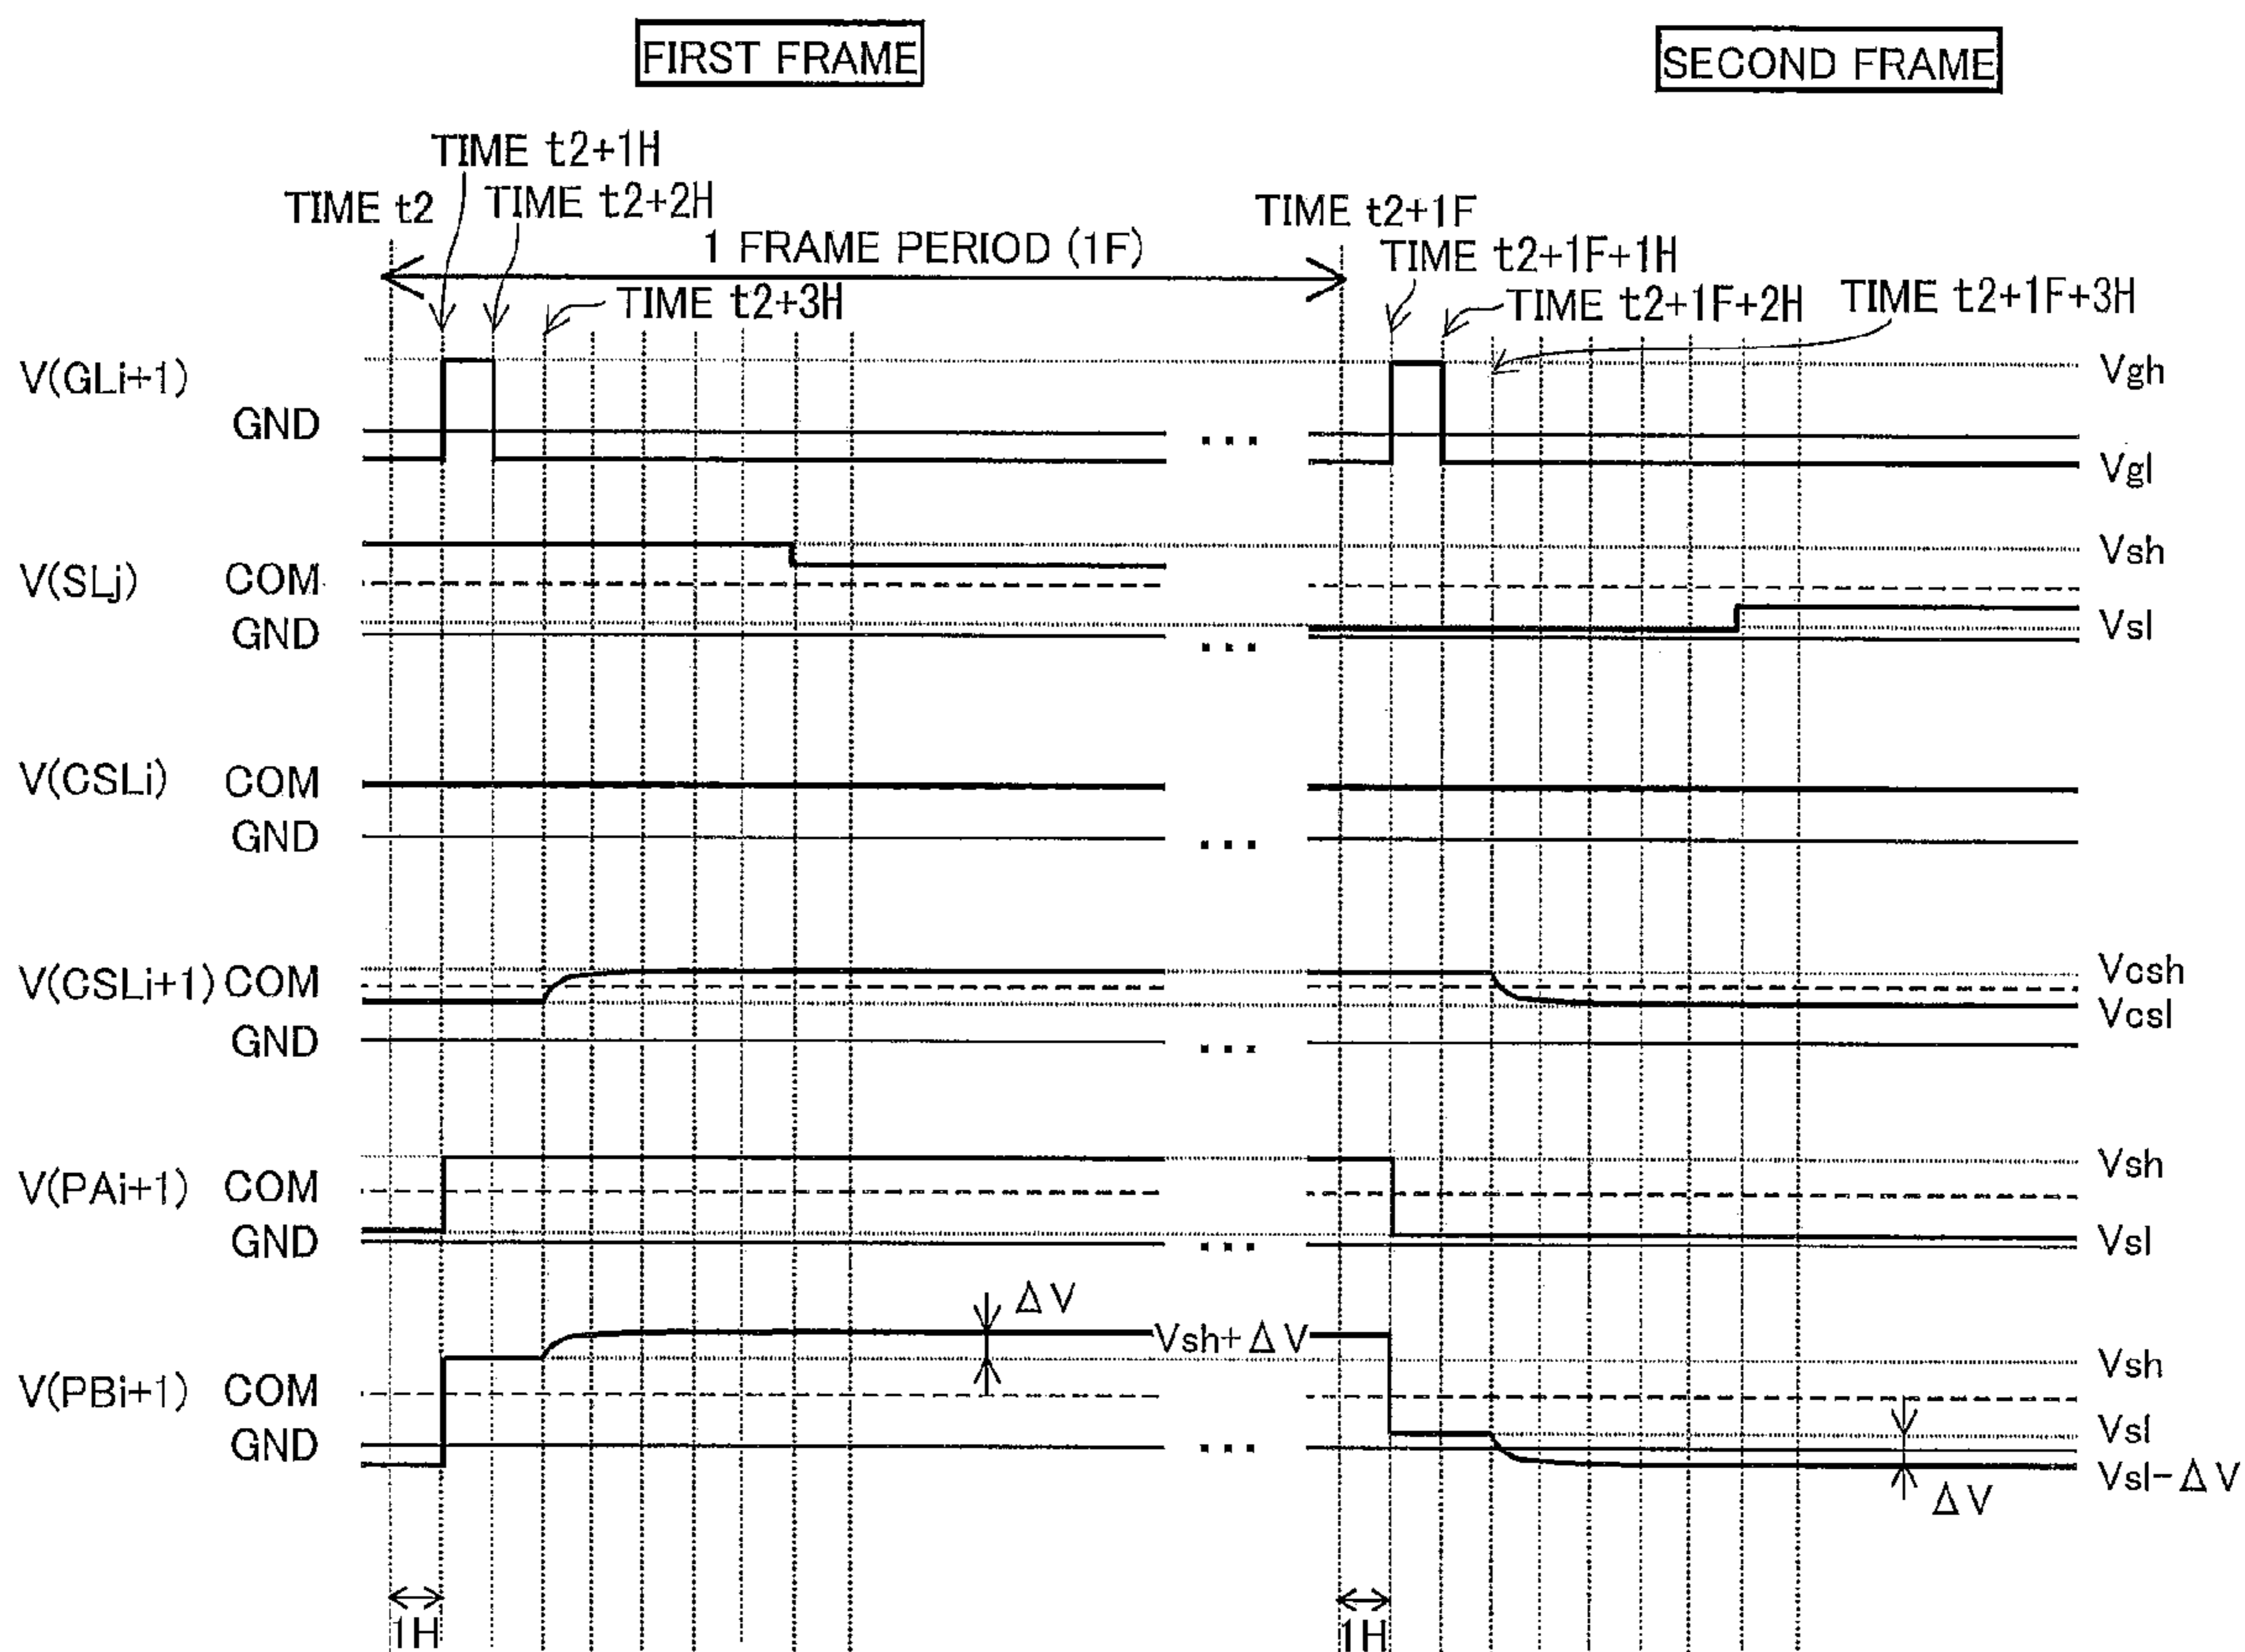 FIRST FRAME
SECOND FRAME
TIME t2+1H
TIME t2
TIME t2+2H
TIME t2+1F
1 FRAME PERIOD (1F)
TIME t2+1F+1H
TIME t2+3H
TIME t2+1F+2H
TIME t2+1F+3H
V(GLi+1)
GND
...
Vgh
Vgl
V(SLj)
COM
GND
...
Vsh
Vsl
V(CSLi)
COM
GND
...
V(CSLi+1)
COM
GND
...
Vcsh
Vcsl
V(PAi+1)
COM
GND
...
Vsh
Vsl
ΔV
Vsh+ΔV
V(PBi+1)
COM
GND
...
Vsh
Vsl
Vsl-ΔV
ΔV
1H
1H